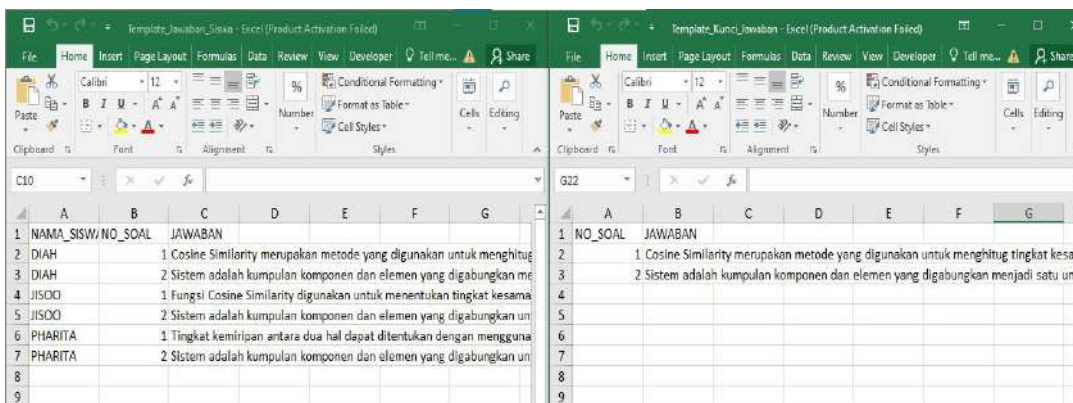 Template_Jawaban_Siswa - Excel (Product Activation Failed)
File Home Insert Page Layout Formulas Data Review View Developer Tell me... Share
Calibri 12
Paste
B I U
Number
%
Conditional Formatting
Format as Table
Cell Styles
Cells
Editing
Clipboard Font Alignment Styles
C10 fx
A B C D E F G
1 NAMA_SISWA NO_SOAL JAWABAN
2 DIAH 1 Cosine Similarity merupakan metode yang digunakan untuk menghitug
3 DIAH 2 Sistem adalah kumpulan komponen dan elemen yang digabungkan me
4 JISOO 1 Fungsi Cosine Similarity digunakan untuk menentukan tingkat kesama
5 JISOO 2 Sistem adalah kumpulan komponen dan elemen yang digabungkan un
6 PHARITA 1 Tingkat kemiripan antara dua hal dapat ditentukan dengan mengguna
7 PHARITA 2 Sistem adalah kumpulan komponen dan elemen yang digabungkan un
8
9
Template_Kunci_Jawaban - Excel (Product Activation Failed)
File Home Insert Page Layout Formulas Data Review View Developer Tell me... Share
Calibri 12
Paste
B I U
Number
%
Conditional Formatting
Format as Table
Cell Styles
Cells
Editing
Clipboard Font Alignment Styles
G22 fx
A B C D E F G
1 NO_SOAL JAWABAN
2 1 Cosine Similarity merupakan metode yang digunakan untuk menghitug tingkat kesa
3 2 Sistem adalah kumpulan komponen dan elemen yang digabungkan menjadi satu un
4
5
6
7
8
9